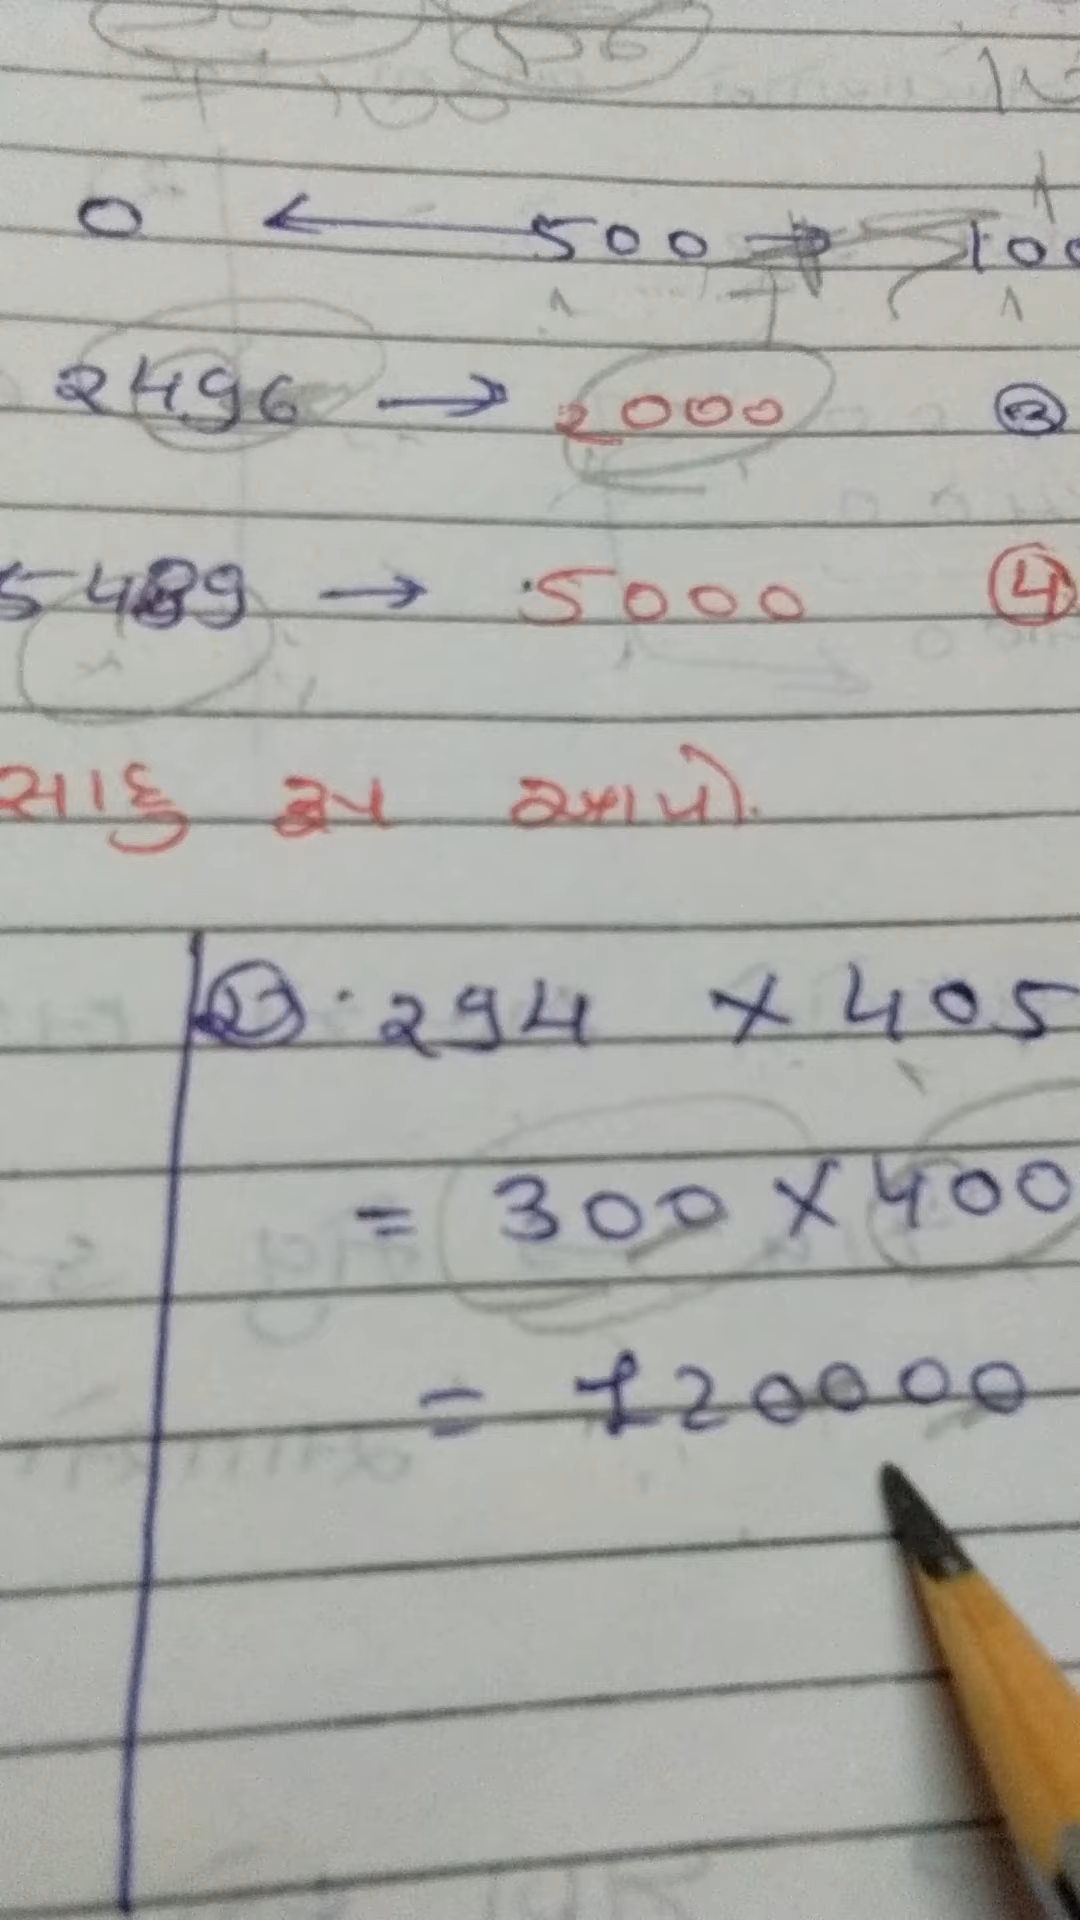 0 ← 500 → 100
2496 → 2000 ③
5489 → 5000 ④
સાદુ રૂપ આપો.
② 294 × 405
= 300 × 400
= 120000